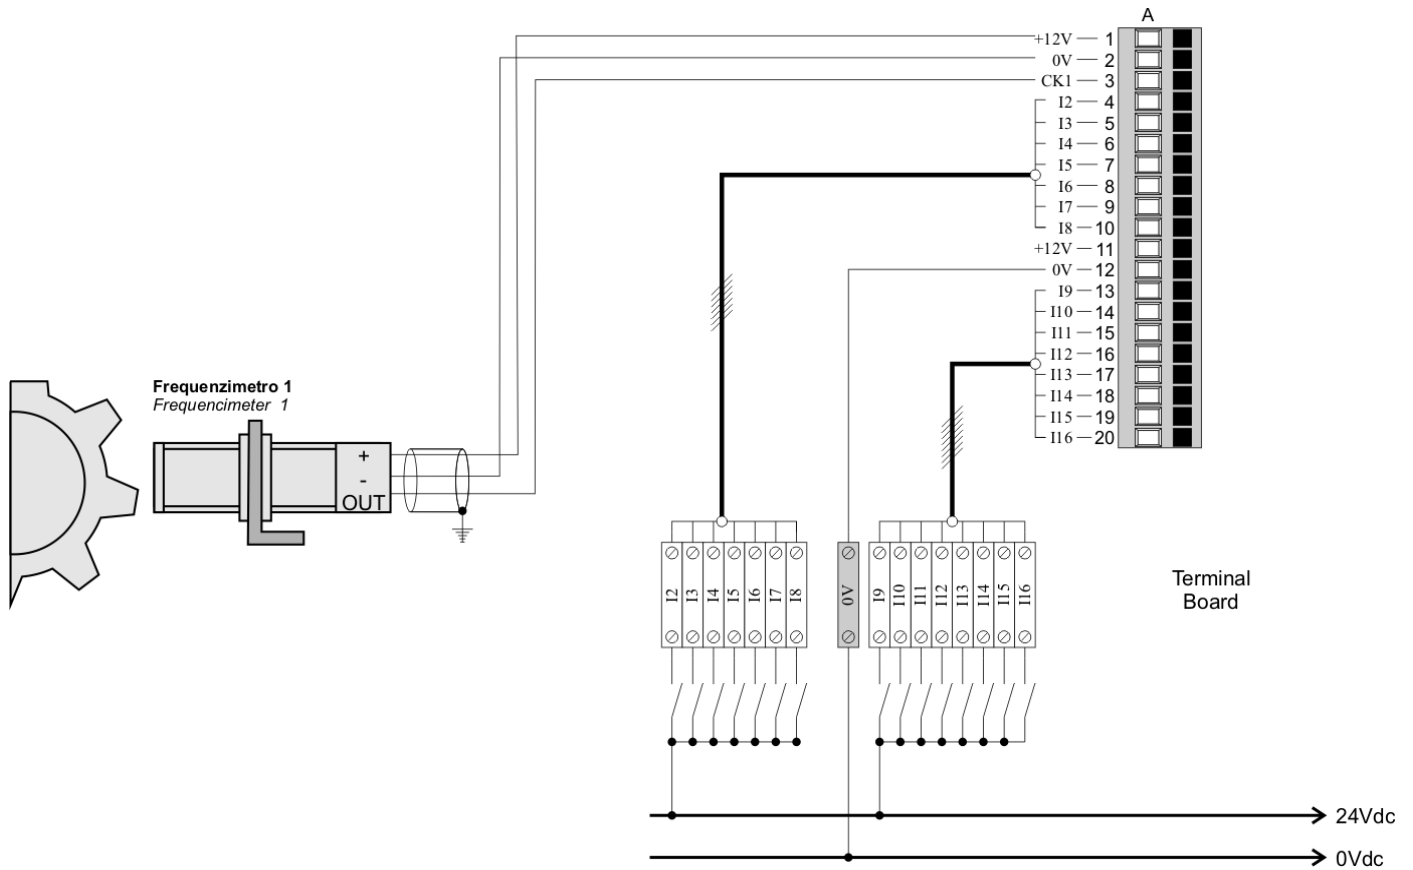 A
+12V 1
0V 2
CK1 3
I2 4
I3 5
I4 6
I5 7
I6 8
I7 9
I8 10
+12V 11
0V 12
I9 13
I10 14
I11 15
I12 16
I13 17
I14 18
I15 19
I16 20
Frequenzimetro 1
Frequencimeter 1
+
-
OUT
I2 I3 I4 I5 I6 I7 I8 0V I9 I10 I11 I12 I13 I14 I15 I16
Terminal
Board
24Vdc
0Vdc